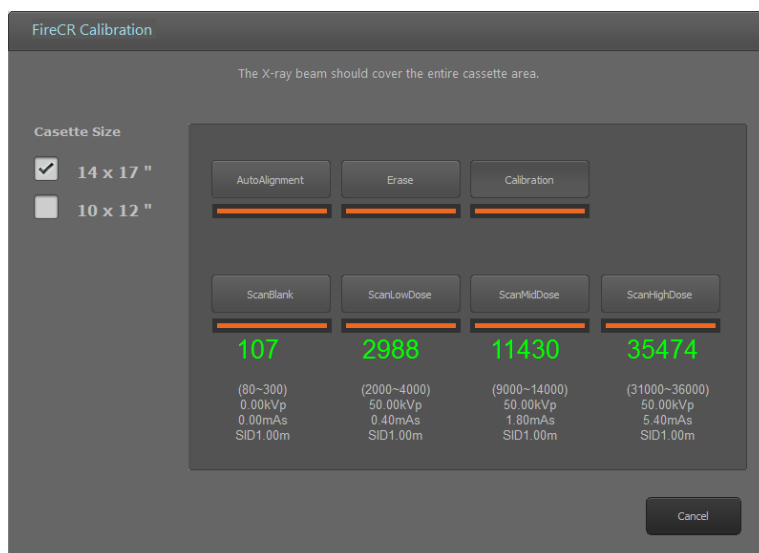 FireCR Calibration
The X-ray beam should cover the entire cassette area.
Casette Size
14 x 17 "
10 x 12 "
AutoAlignment Erase Calibration
ScanBlank ScanLowDose ScanMidDose ScanHighDose
107 2988 11430 35474
(80~300) (2000~4000) (9000~14000) (31000~36000)
0.00kVp 50.00kVp 50.00kVp 50.00kVp
0.00mAs 0.40mAs 1.80mAs 5.40mAs
SID1.00m SID1.00m SID1.00m SID1.00m
Cancel